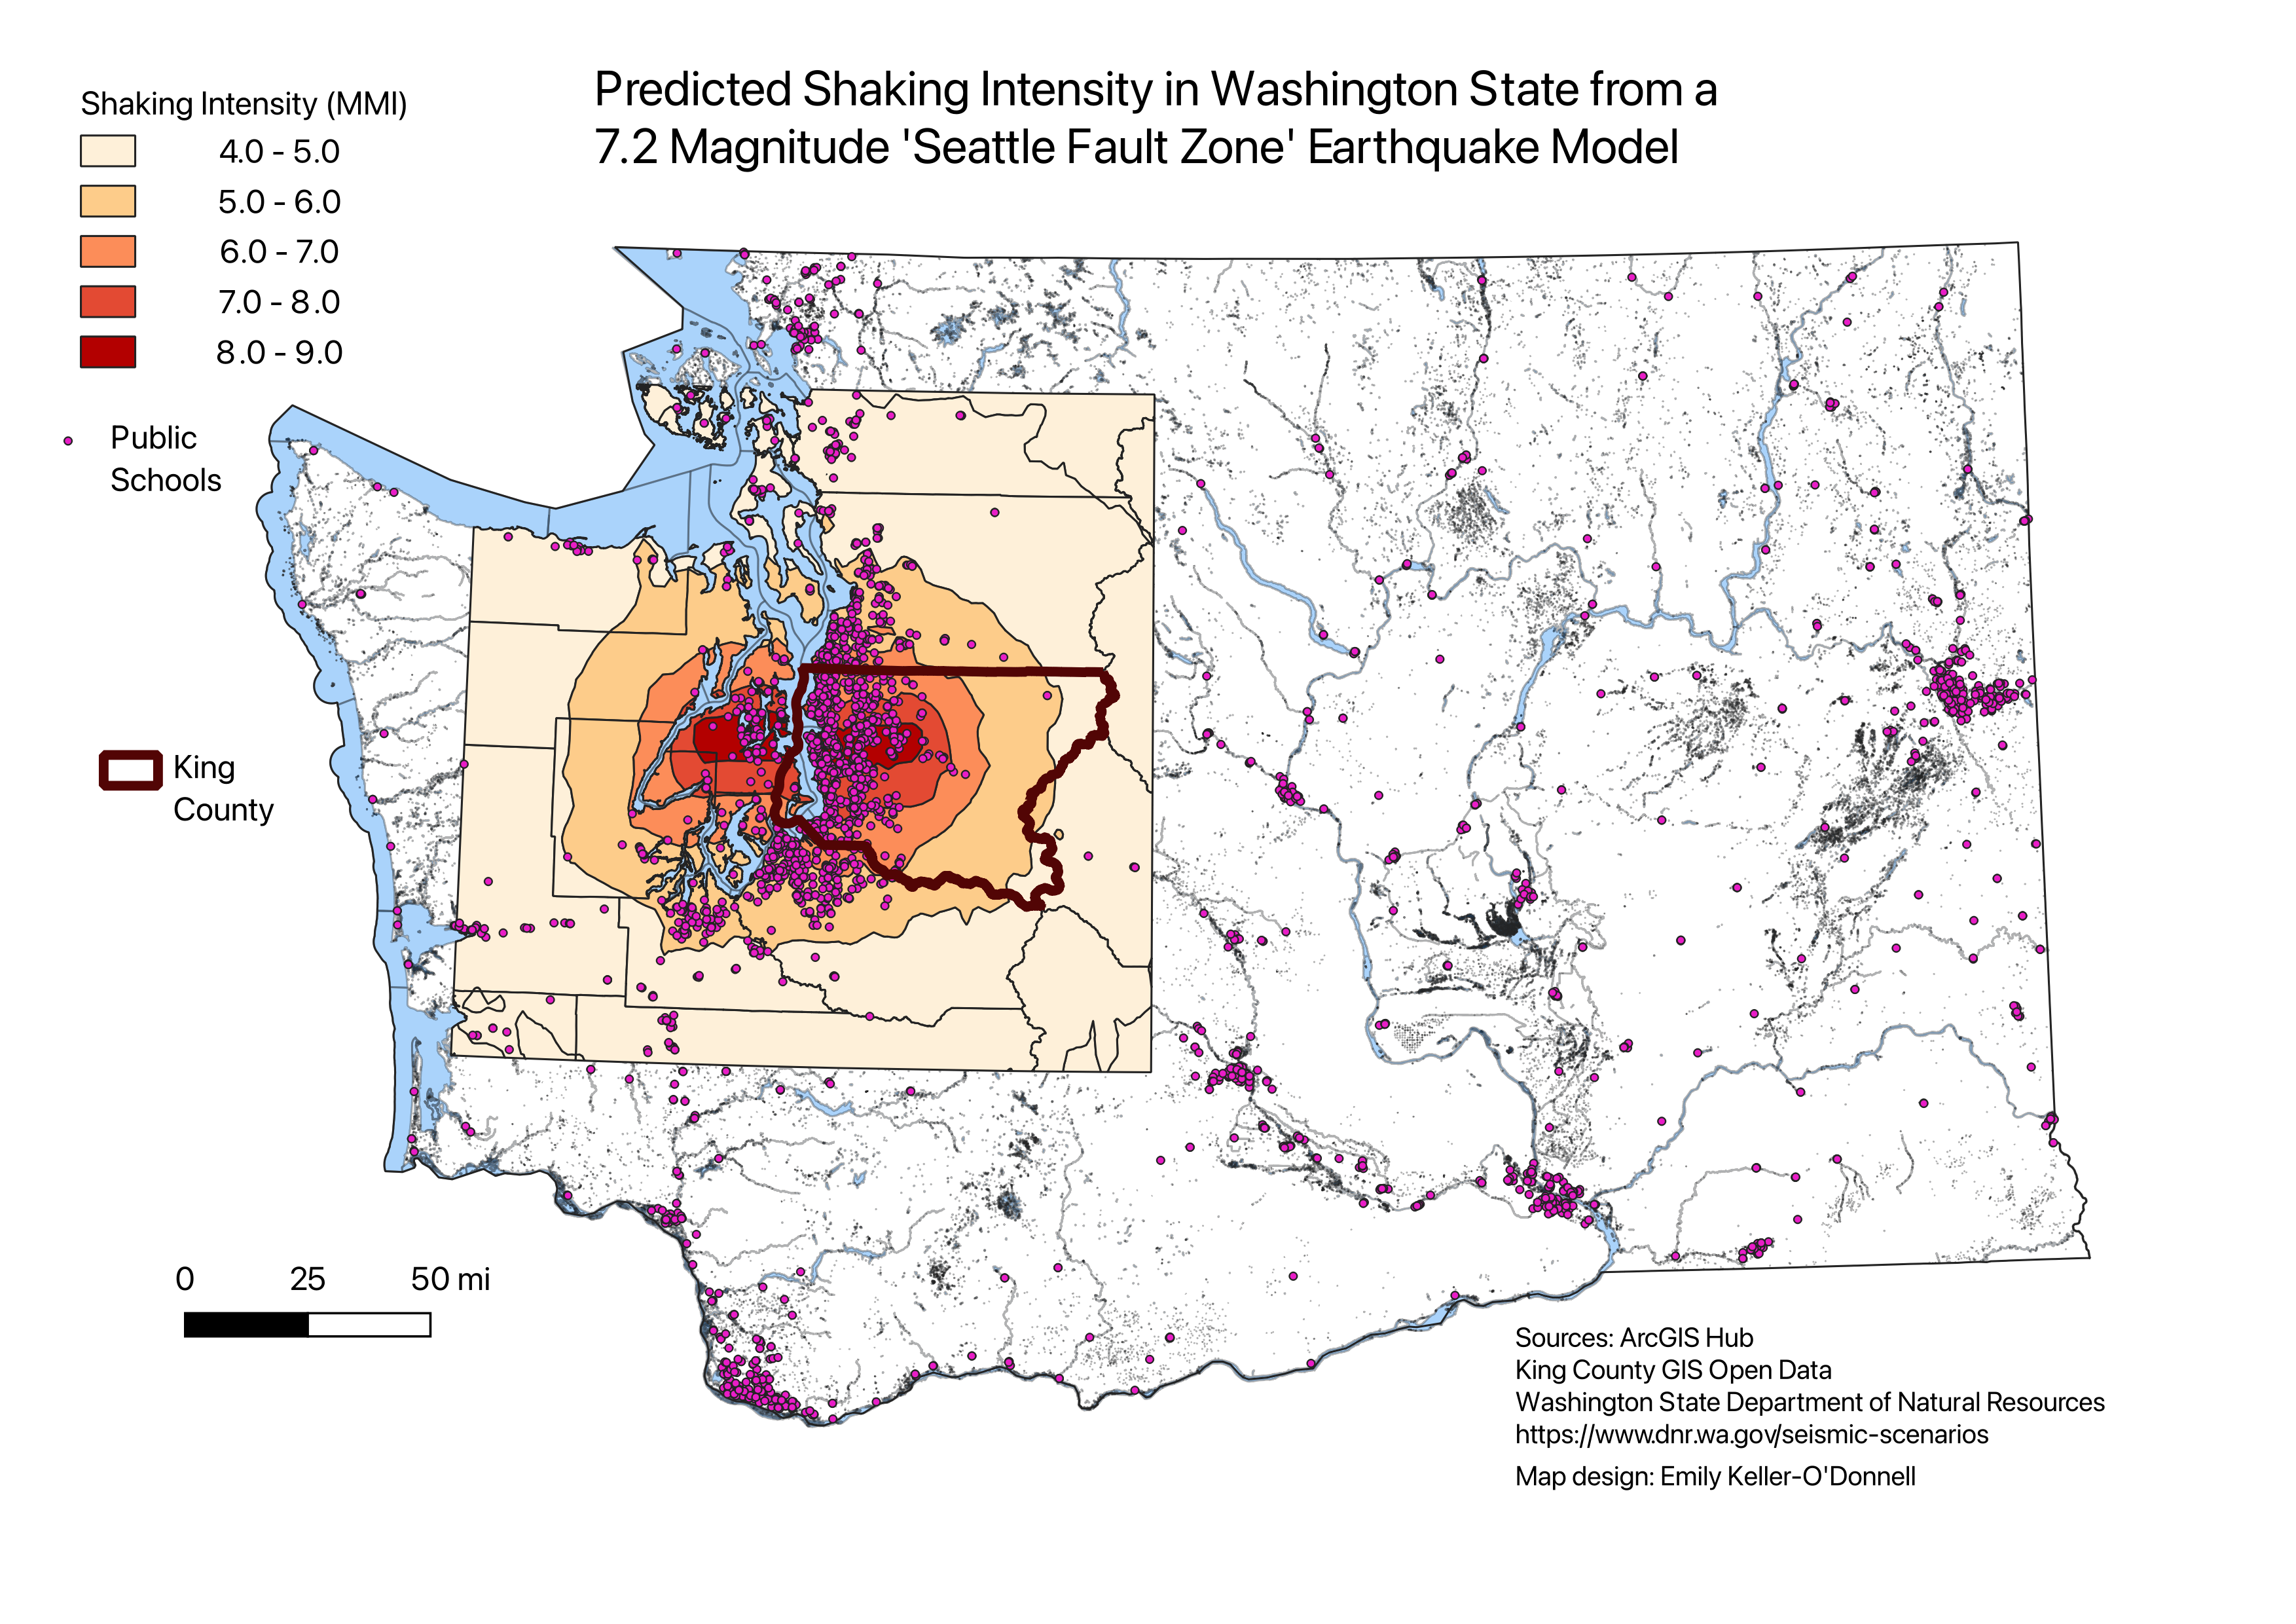 Predicted Shaking Intensity in Washington State from a
7.2 Magnitude 'Seattle Fault Zone' Earthquake Model
Shaking Intensity (MMI)
4.0 - 5.0
5.0 - 6.0
6.0 - 7.0
7.0 - 8.0
8.0 - 9.0
Public
Schools
King
County
0 25 50 mi
Sources: ArcGIS Hub
King County GIS Open Data
Washington State Department of Natural Resources
https://www.dnr.wa.gov/seismic-scenarios
Map design: Emily Keller-O'Donnell